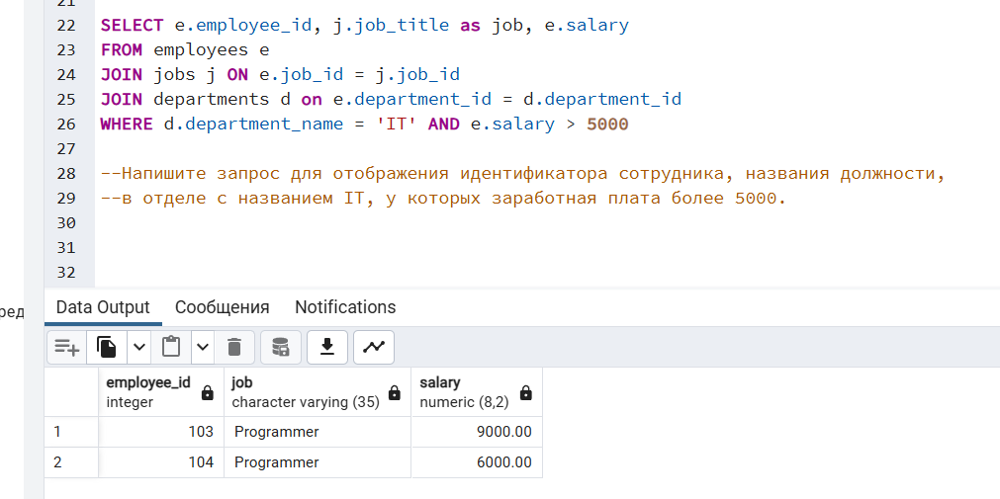 21
22 SELECT e.employee_id, j.job_title as job, e.salary
23 FROM employees e
24 JOIN jobs j ON e.job_id = j.job_id
25 JOIN departments d on e.department_id = d.department_id
26 WHERE d.department_name = 'IT' AND e.salary > 5000
27
28 --Напишите запрос для отображения идентификатора сотрудника, названия должности,
29 --в отделе с названием IT, у которых заработная плата более 5000.
30
31
32
ред
Data Output Сообщения Notifications
employee_id job salary
integer character varying (35) numeric (8,2)
1 103 Programmer 9000.00
2 104 Programmer 6000.00